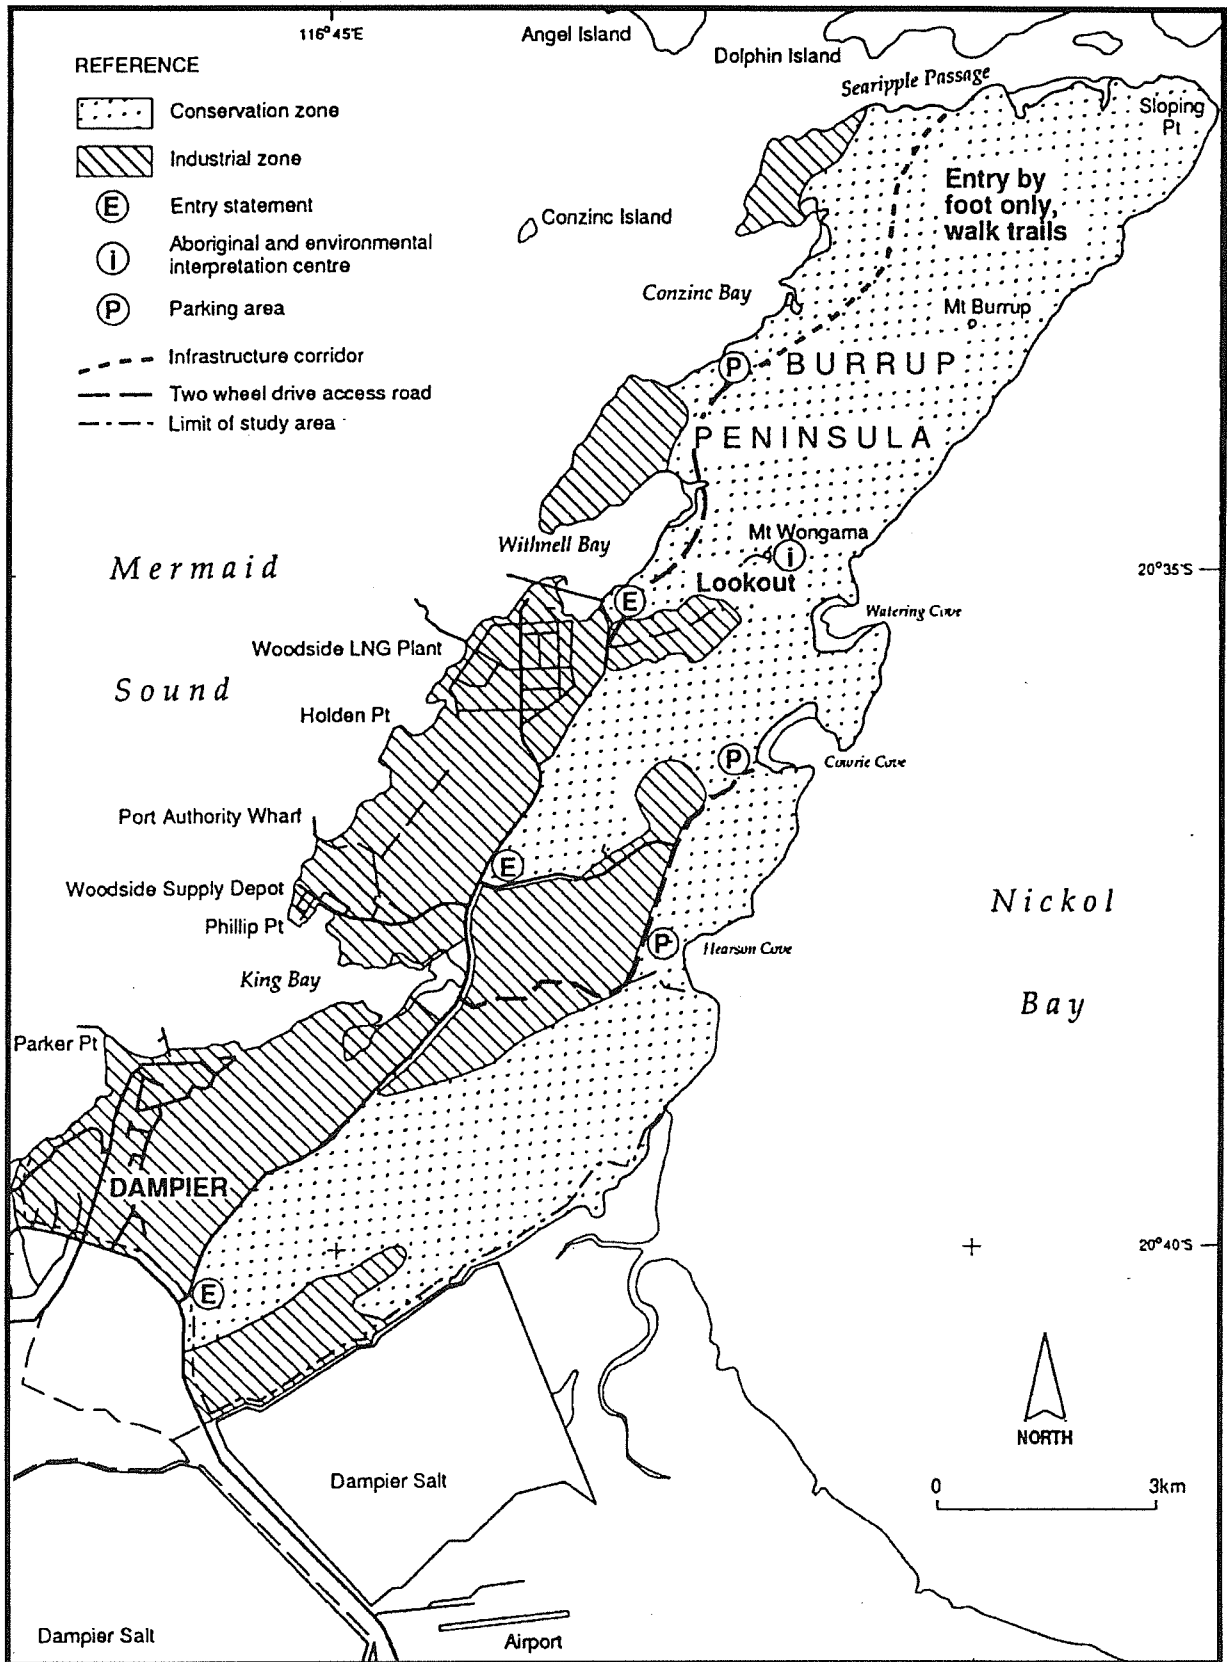 116°45'E
Angel Island
Dolphin Island
Searipple Passage
Sloping
Pt
REFERENCE
Conservation zone
Industrial zone
E
Entry statement
i
Aboriginal and environmental
interpretation centre
P
Parking area
Infrastructure corridor
Two wheel drive access road
Limit of study area
Conzinc Island
Entry by
foot only,
walk trails
Conzinc Bay
Mt Burrup
P
BURRUP
PENINSULA
Mermaid
Withnell Bay
Mt Wongama
i
Lookout
20°35'S
E
Watering Cove
Woodside LNG Plant
Sound
Holden Pt
P
Cowrie Cove
Port Authority Wharf
E
Woodside Supply Depot
Phillip Pt
Nickol
P
Hearson Cove
King Bay
Bay
Parker Pt
DAMPIER
20°40'S
E
NORTH
Dampier Salt
0 3km
Dampier Salt
Airport